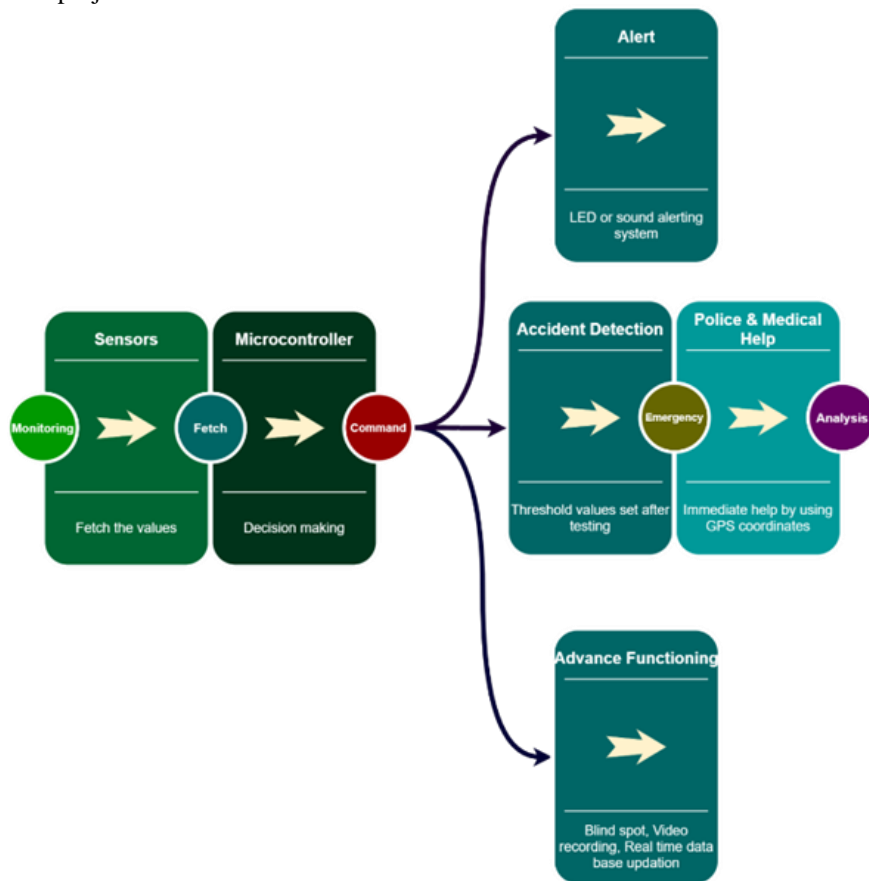 Alert
LED or sound alerting
system
Sensors
Microcontroller
Monitoring
Fetch
Command
Fetch the values
Decision making
Accident Detection
Police & Medical
Help
Emergency
Analysis
Threshold values set after
testing
Immediate help by using
GPS coordinates
Advance Functioning
Blind spot, Video
recording, Real time data
base updation